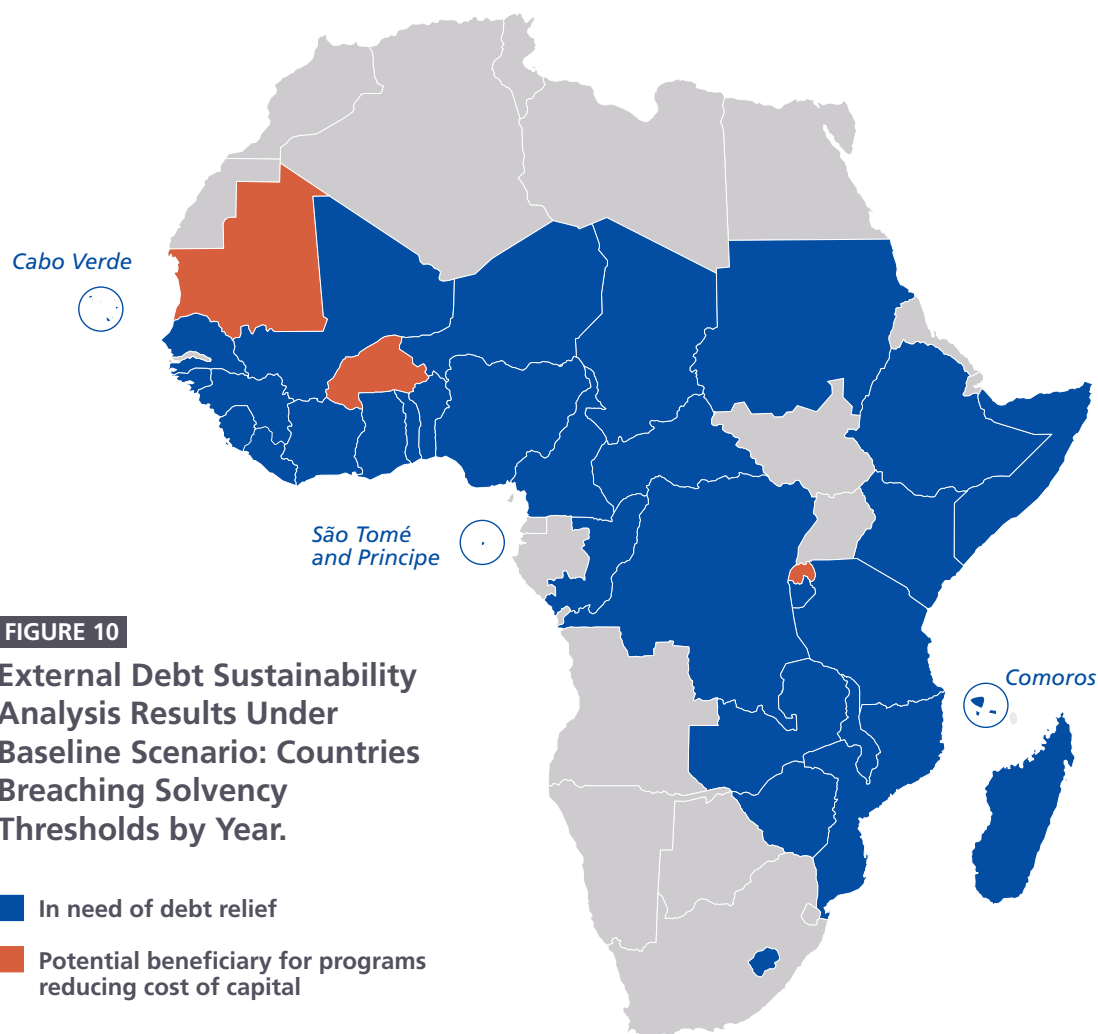 Cabo Verde
São Tomé
and Principe
Comoros
FIGURE 10
External Debt Sustainability
Analysis Results Under
Baseline Scenario: Countries
Breaching Solvency
Thresholds by Year.
In need of debt relief
Potential beneficiary for programs
reducing cost of capital